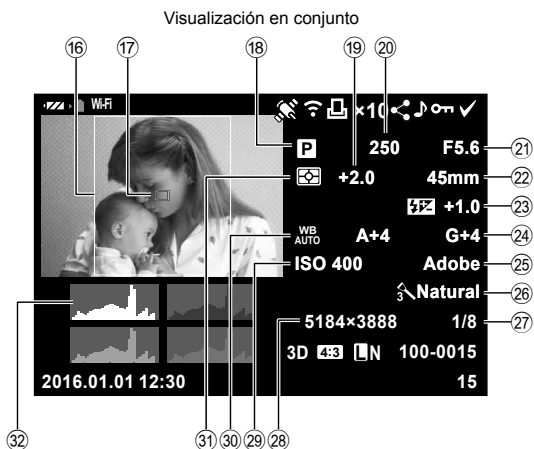 Visualización en conjunto
⑯ ⑰ ⑱ ⑲ ⑳
Wi-Fi ×10
P 250 F5.6 ㉑
+2.0 45mm ㉒
+1.0 ㉓
WB AUTO A+4 G+4 ㉔
ISO 400 Adobe ㉕
3 Natural ㉖
5184×3888 1/8 ㉗
3D 4:3 LN 100-0015
2016.01.01 12:30 15
㉜ ㉛ ㉚ ㉙ ㉘